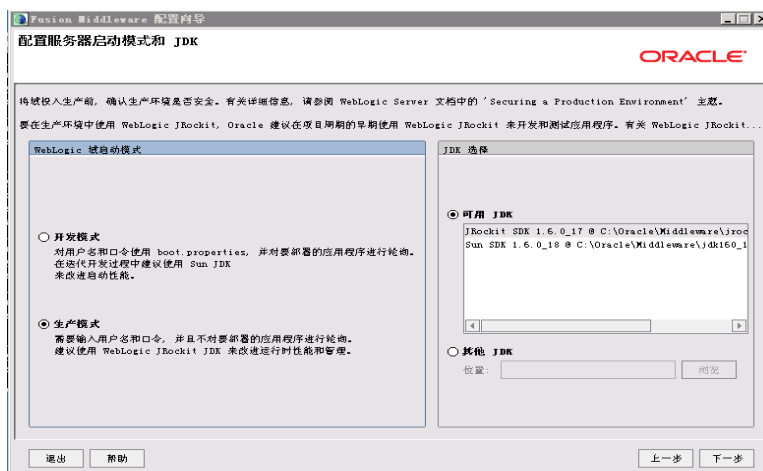 Fusion Middleware 配置向导
配置服务器启动模式和 JDK
ORACLE
将域投入生产前, 确认生产环境是否安全。有关详细信息, 请参阅 WebLogic Server 文档中的 'Securing a Production Environment' 主题。
要在生产环境中使用 WebLogic JRockit, Oracle 建议在项目周期的早期使用 WebLogic JRockit 来开发和测试应用程序。有关 WebLogic JRockit...
WebLogic 域启动模式
开发模式
对用户名和口令使用 boot.properties, 并对要部署的应用程序进行轮询。
在迭代开发过程中建议使用 Sun JDK
来改进启动性能。
生产模式
需要输入用户名和口令, 并且不对要部署的应用程序进行轮询。
建议使用 WebLogic JRockit JDK 来改进运行时性能和管理。
JDK 选择
可用 JDK
JRockit SDK 1.6.0_17 @ C:\Oracle\Middleware\jroc
Sun SDK 1.6.0_18 @ C:\Oracle\Middleware\jdk160_1
其他 JDK
位置:
浏览
退出
帮助
上一步
下一步